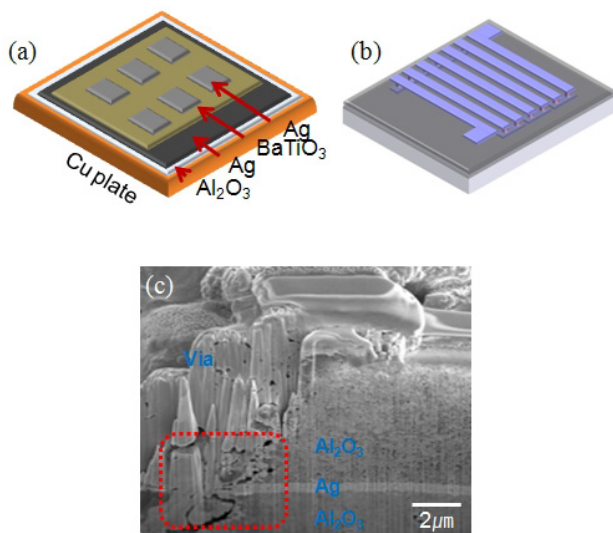 (a)
Ag
BaTiO₃
Ag
Al₂O₃
Cu plate
(b)
(c)
Via
Al₂O₃
Ag
Al₂O₃
2㎛